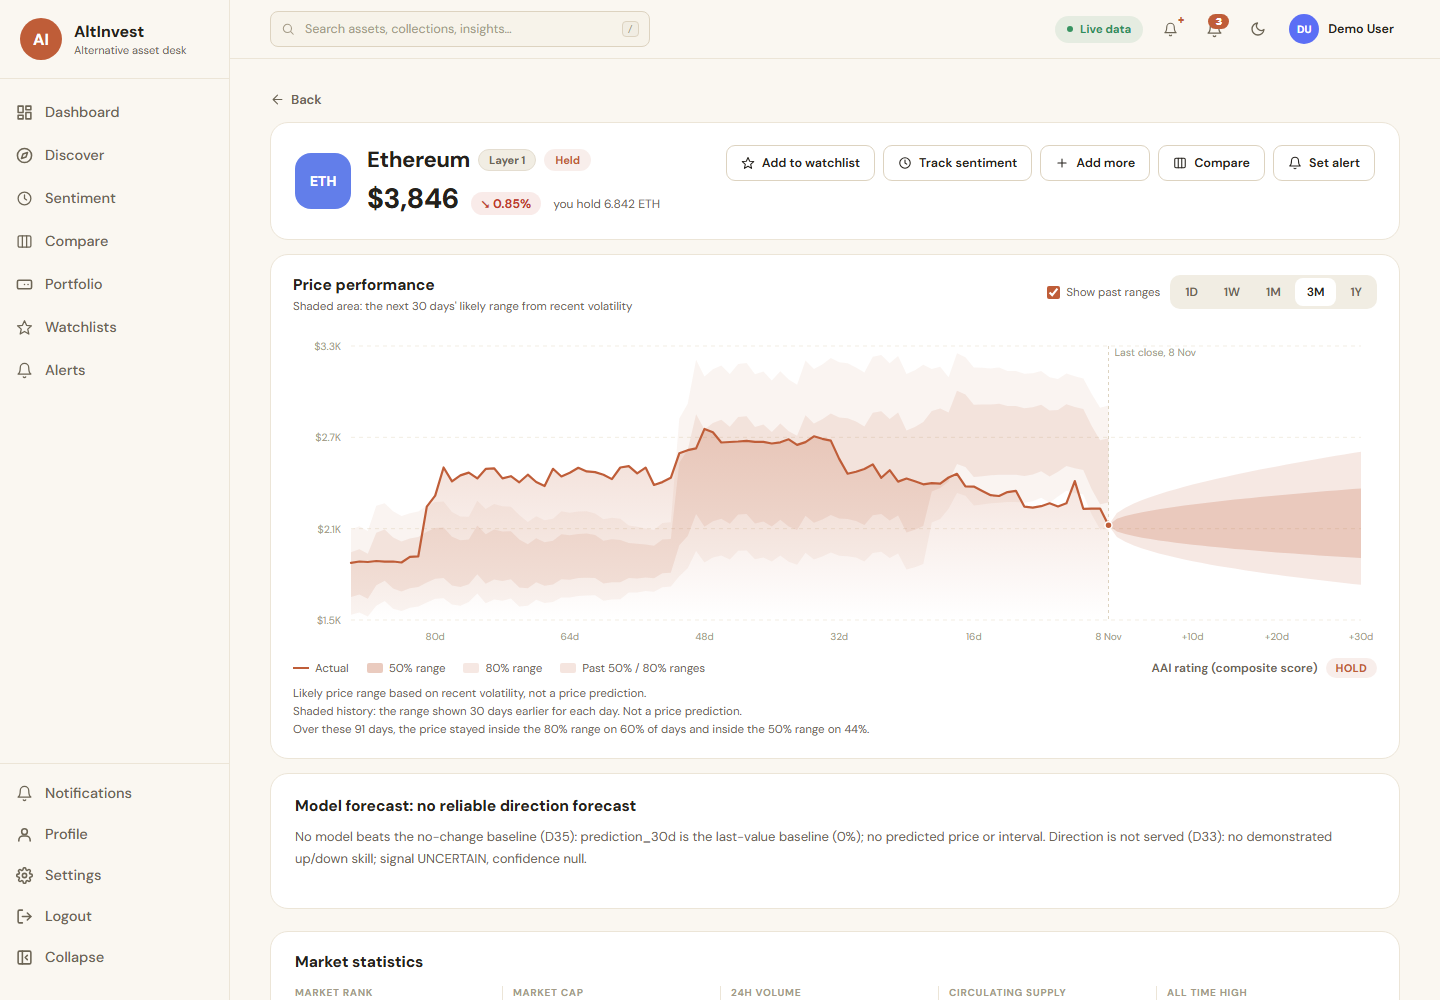 AI
AltInvest
Alternative asset desk
Search assets, collections, insights...
/
Live data
3
DU
Demo User
Dashboard
Discover
Sentiment
Compare
Portfolio
Watchlists
Alerts
Notifications
Profile
Settings
Logout
Collapse
Back
ETH
Ethereum
Layer 1
Held
$3,846
↘ 0.85%
you hold 6.842 ETH
Add to watchlist
Track sentiment
Add more
Compare
Set alert
Price performance
Shaded area: the next 30 days' likely range from recent volatility
Show past ranges
1D
1W
1M
3M
1Y
$3.3K
$2.7K
$2.1K
$1.5K
Last close, 8 Nov
80d
64d
48d
32d
16d
8 Nov
+10d
+20d
+30d
Actual
50% range
80% range
Past 50% / 80% ranges
AAI rating (composite score)
HOLD
Likely price range based on recent volatility, not a price prediction.
Shaded history: the range shown 30 days earlier for each day. Not a price prediction.
Over these 91 days, the price stayed inside the 80% range on 60% of days and inside the 50% range on 44%.
Model forecast: no reliable direction forecast
No model beats the no-change baseline (D35): prediction_30d is the last-value baseline (0%); no predicted price or interval. Direction is not served (D33): no demonstrated
up/down skill; signal UNCERTAIN, confidence null.
Market statistics
MARKET RANK
MARKET CAP
24H VOLUME
CIRCULATING SUPPLY
ALL TIME HIGH